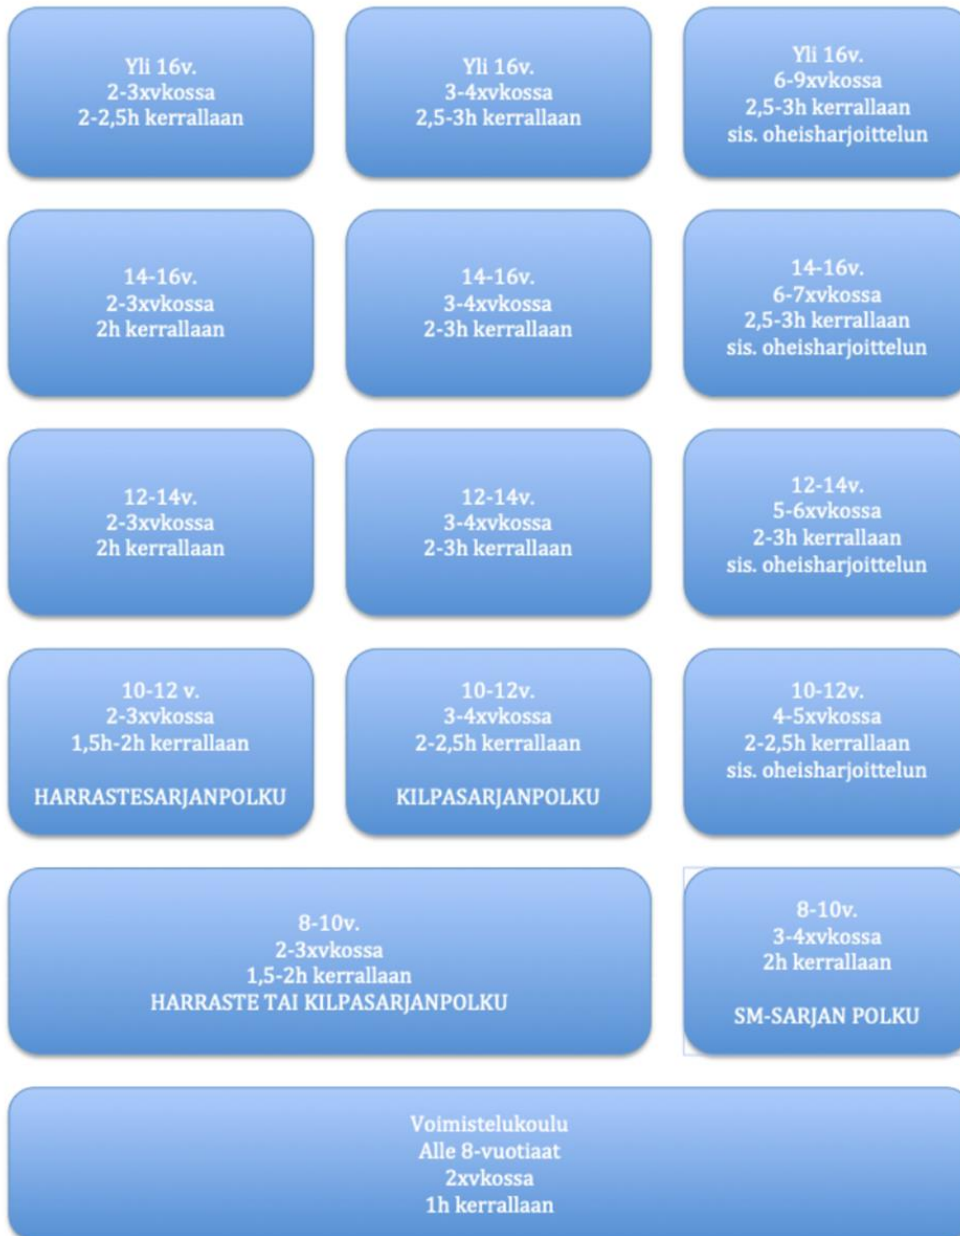 Yli 16v.
2-3xvkossa
2-2,5h kerrallaan
Yli 16v.
3-4xvkossa
2,5-3h kerrallaan
Yli 16v.
6-9xvkossa
2,5-3h kerrallaan
sis. oheisharjoittelun
14-16v.
2-3xvkossa
2h kerrallaan
14-16v.
3-4xvkossa
2-3h kerrallaan
14-16v.
6-7xvkossa
2,5-3h kerrallaan
sis. oheisharjoittelun
12-14v.
2-3xvkossa
2h kerrallaan
12-14v.
3-4xvkossa
2-3h kerrallaan
12-14v.
5-6xvkossa
2-3h kerrallaan
sis. oheisharjoittelun
10-12 v.
2-3xvkossa
1,5h-2h kerrallaan
HARRASTESARJANPOLKU
10-12v.
3-4xvkossa
2-2,5h kerrallaan
KILPASARJANPOLKU
10-12v.
4-5xvkossa
2-2,5h kerrallaan
sis. oheisharjoittelun
8-10v.
2-3xvkossa
1,5-2h kerrallaan
HARRASTE TAI KILPASARJANPOLKU
8-10v.
3-4xvkossa
2h kerrallaan
SM-SARJAN POLKU
Voimistelukoulu
Alle 8-vuotiaat
2xvkossa
1h kerrallaan